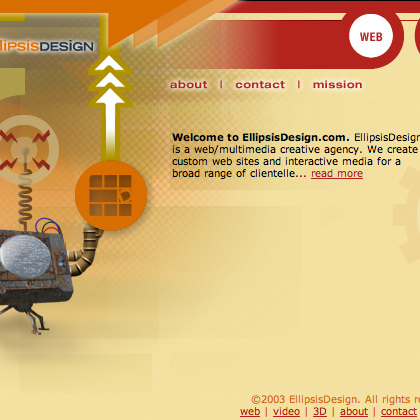 llipsisDESIGN
WEB
about | contact | mission
Welcome to EllipsisDesign.com. EllipsisDesign
is a web/multimedia creative agency. We create
custom web sites and interactive media for a
broad range of clientelle... read more
©2003 EllipsisDesign. All rights re
web | video | 3D | about | contact